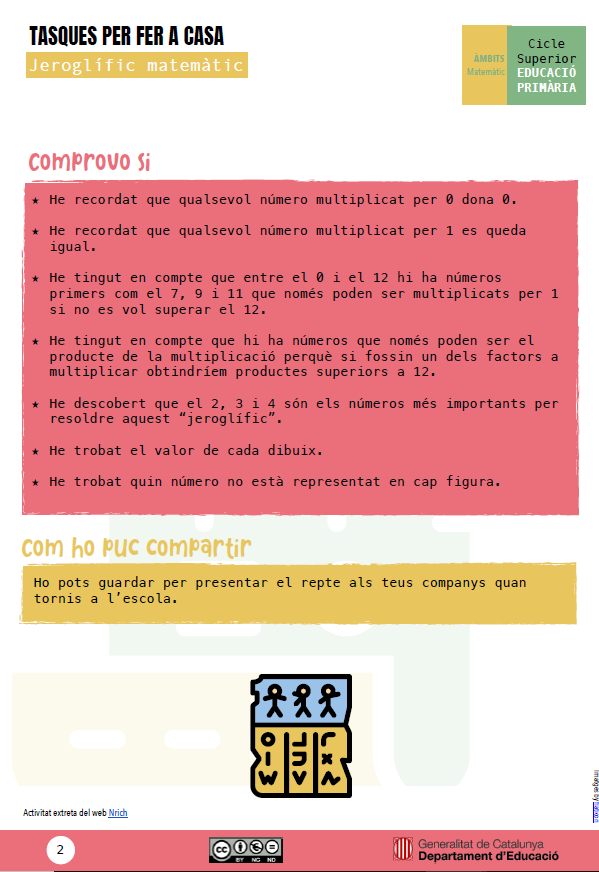 TASQUES PER FER A CASA
Jeroglífic matemàtic
ÀMBITS
Matemàtic
Cicle
Superior
EDUCACIÓ
PRIMÀRIA
comprovo si
★ He recordat que qualsevol número multiplicat per 0 dona 0.
★ He recordat que qualsevol número multiplicat per 1 es queda
igual.
★ He tingut en compte que entre el 0 i el 12 hi ha números
primers com el 7, 9 i 11 que només poden ser multiplicats per 1
si no es vol superar el 12.
★ He tingut en compte que hi ha números que només poden ser el
producte de la multiplicació perquè si fossin un dels factors a
multiplicar obtindríem productes superiors a 12.
★ He descobert que el 2, 3 i 4 són els números més importants per
resoldre aquest “jeroglífic”.
★ He trobat el valor de cada dibuix.
★ He trobat quin número no està representat en cap figura.
com ho puc compartir
Ho pots guardar per presentar el repte als teus companys quan
tornis a l’escola.
Activitat extreta del web Nrich
2
cc
BY NC ND
Generalitat de Catalunya
Departament d’Educació